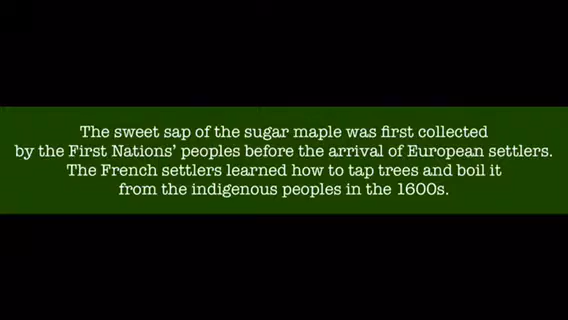 The sweet sap of the sugar maple was first collected
by the First Nations' peoples before the arrival of European settlers.
The French settlers learned how to tap trees and boil it
from the indigenous peoples in the 1600s.